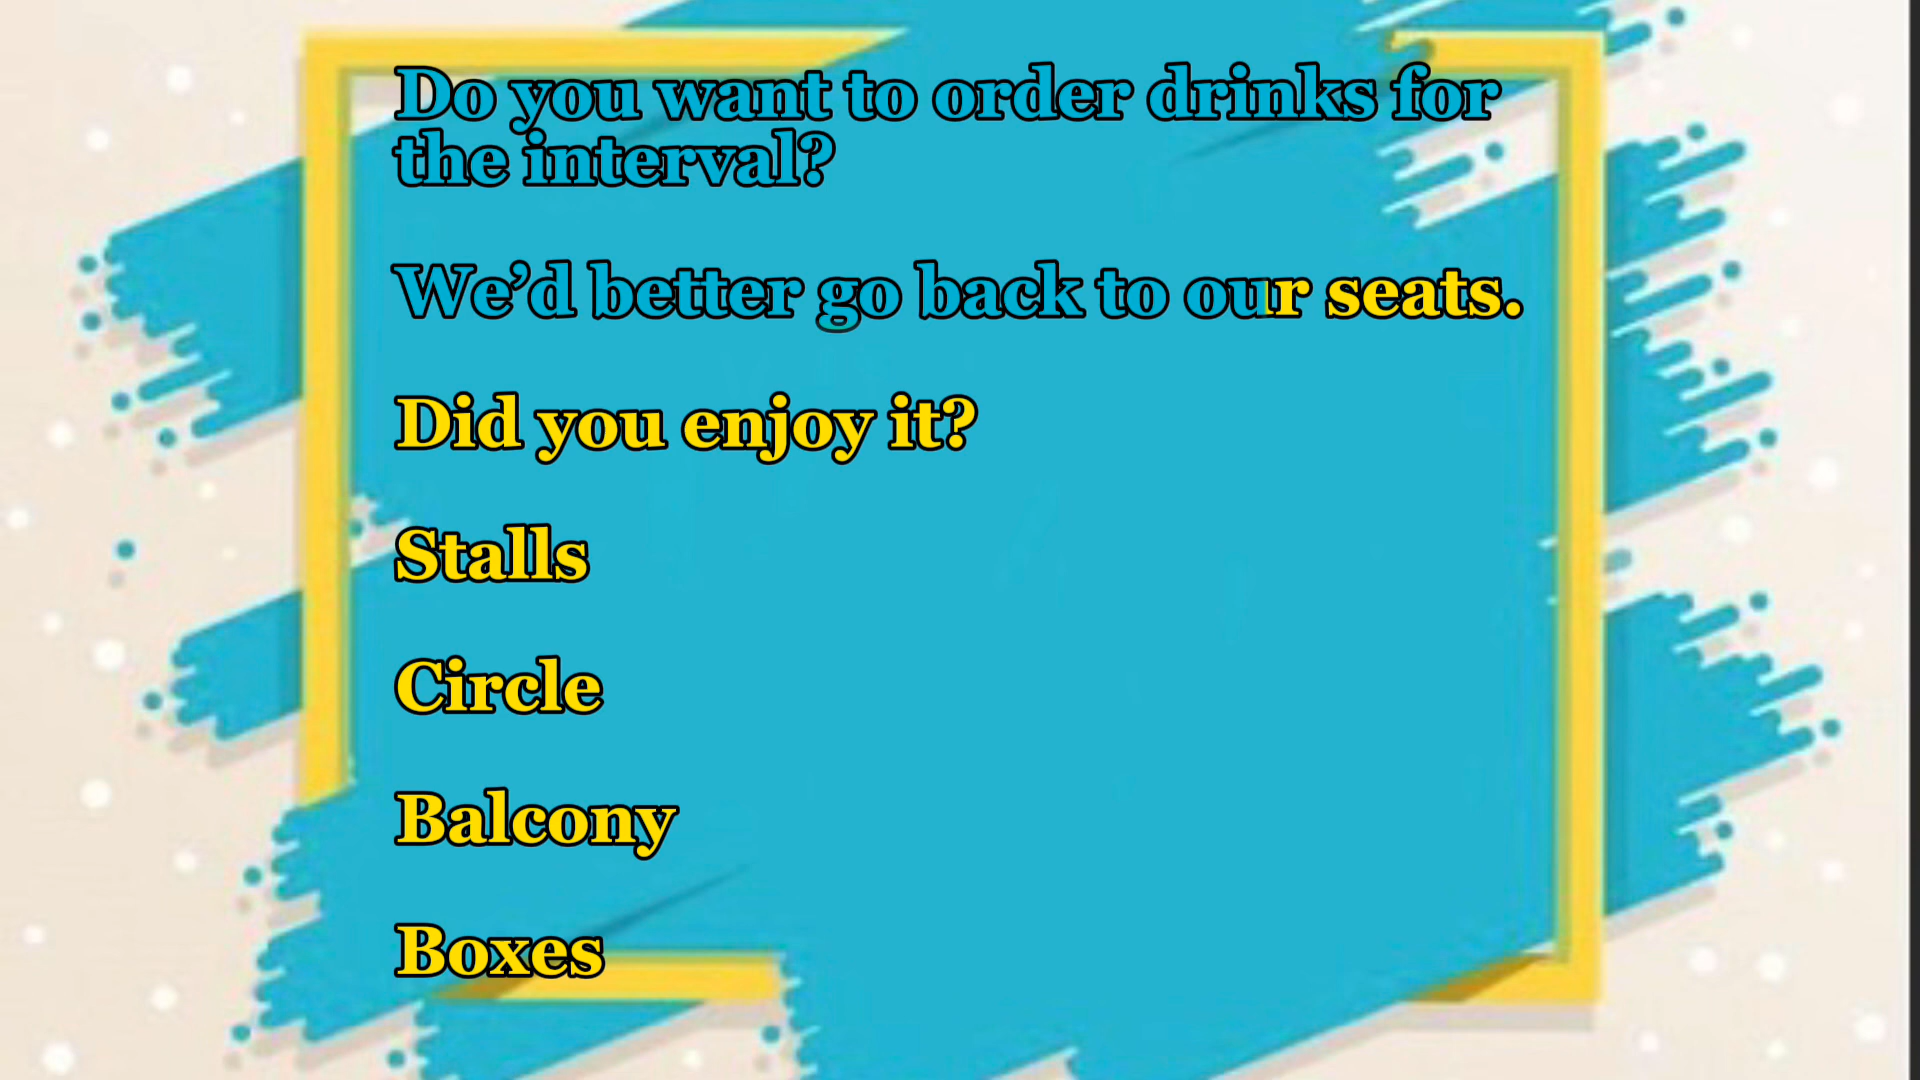 Do you want to order drinks for
the interval?
We’d better go back to our seats.
Did you enjoy it?
Stalls
Circle
Balcony
Boxes